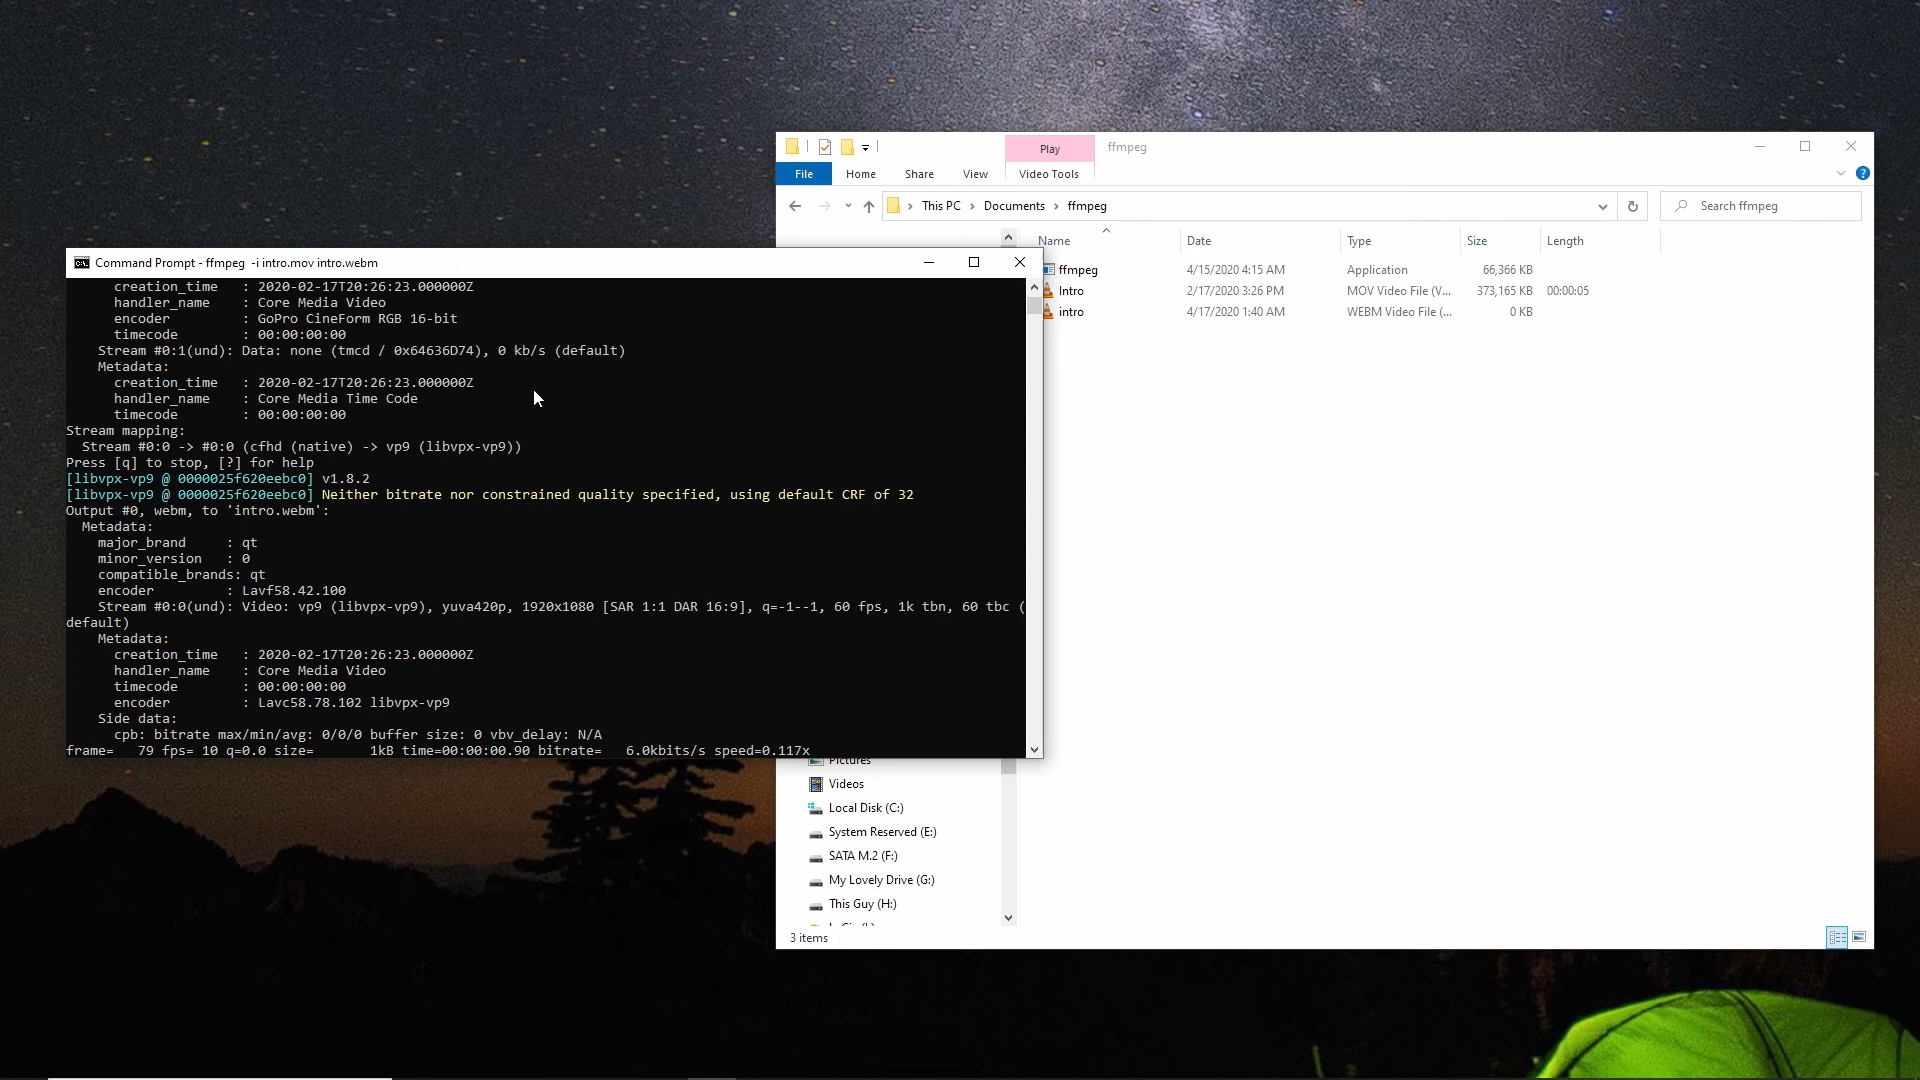 Play
ffmpeg
File
Home
Share
View
Video Tools
This PC
Documents
ffmpeg
Search ffmpeg
Name
Date
Type
Size
Length
ffmpeg 4/15/2020 4:15 AM Application 66,366 KB
Intro 2/17/2020 3:26 PM MOV Video File (V... 373,165 KB 00:00:05
intro 4/17/2020 1:40 AM WEBM Video File (... 0 KB
Command Prompt - ffmpeg  -i intro.mov intro.webm
creation_time   : 2020-02-17T20:26:23.000000Z
handler_name    : Core Media Video
encoder         : GoPro CineForm RGB 16-bit
timecode        : 00:00:00:00
Stream #0:1(und): Data: none (tmcd / 0x64636D74), 0 kb/s (default)
Metadata:
creation_time   : 2020-02-17T20:26:23.000000Z
handler_name    : Core Media Time Code
timecode        : 00:00:00:00
Stream mapping:
Stream #0:0 -> #0:0 (cfhd (native) -> vp9 (libvpx-vp9))
Press [q] to stop, [?] for help
[libvpx-vp9 @ 0000025f620eebc0] v1.8.2
[libvpx-vp9 @ 0000025f620eebc0] Neither bitrate nor constrained quality specified, using default CRF of 32
Output #0, webm, to 'intro.webm':
Metadata:
major_brand     : qt
minor_version   : 0
compatible_brands: qt
encoder         : Lavf58.42.100
Stream #0:0(und): Video: vp9 (libvpx-vp9), yuva420p, 1920x1080 [SAR 1:1 DAR 16:9], q=-1--1, 60 fps, 1k tbn, 60 tbc (
default)
Metadata:
creation_time   : 2020-02-17T20:26:23.000000Z
handler_name    : Core Media Video
timecode        : 00:00:00:00
encoder         : Lavc58.78.102 libvpx-vp9
Side data:
cpb: bitrate max/min/avg: 0/0/0 buffer size: 0 vbv_delay: N/A
frame=   79 fps= 10 q=0.0 size=       1kB time=00:00:00.90 bitrate=   6.0kbits/s speed=0.117x
Pictures
Videos
Local Disk (C:)
System Reserved (E:)
SATA M.2 (F:)
My Lovely Drive (G:)
This Guy (H:)
3 items